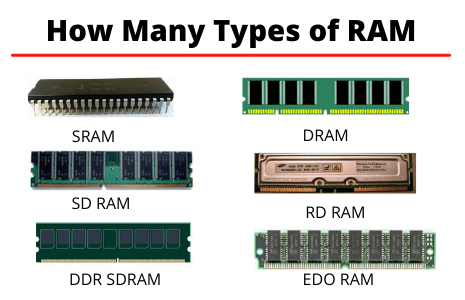 How Many Types of RAM
SRAM
DRAM
SD RAM
RD RAM
DDR SDRAM
EDO RAM